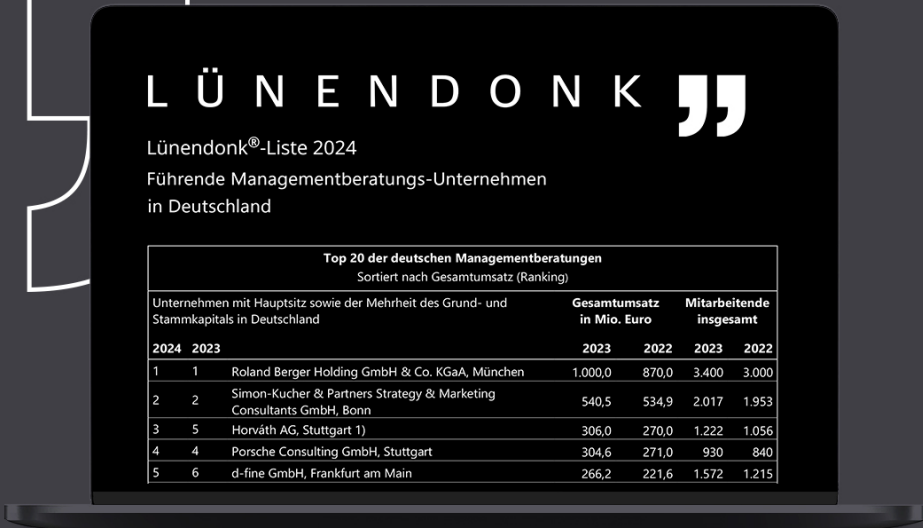 LÜNENDONK
Lünendonk®-Liste 2024
Führende Managementberatungs-Unternehmen
in Deutschland
Top 20 der deutschen Managementberatungen
Sortiert nach Gesamtumsatz (Ranking)
Unternehmen mit Hauptsitz sowie der Mehrheit des Grund- und Gesamtumsatz Mitarbeitende
Stammkapitals in Deutschland in Mio. Euro insgesamt
2024 2023 2023 2022 2023 2022
1 1 Roland Berger Holding GmbH & Co. KGaA, München 1.000,0 870,0 3.400 3.000
Simon-Kucher & Partners Strategy & Marketing
2 2 Consultants GmbH, Bonn 540,5 534,9 2.017 1.953
3 5 Horváth AG, Stuttgart 1) 306,0 270,0 1.222 1.056
4 4 Porsche Consulting GmbH, Stuttgart 304,6 271,0 930 840
5 6 d-fine GmbH, Frankfurt am Main 266,2 221,6 1.572 1.215